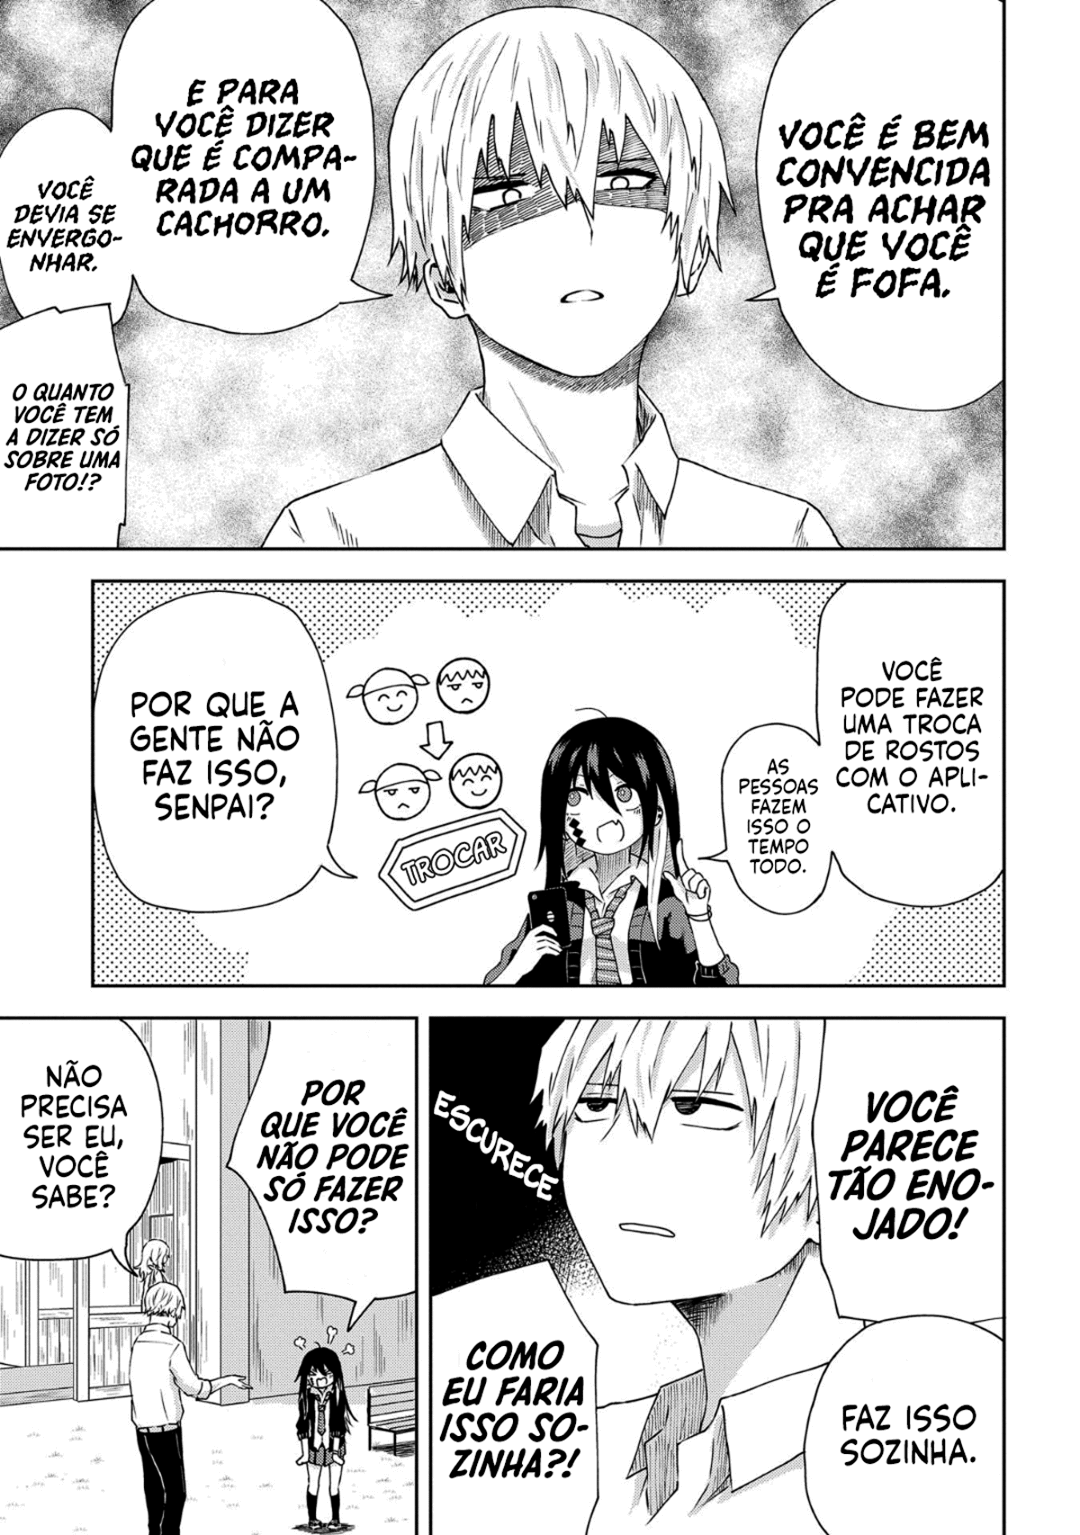 VOCÊ É BEM
CONVENCIDA
PRA ACHAR
QUE VOCÊ
É FOFA.
E PARA
VOCÊ DIZER
QUE É COMPA-
RADA A UM
CACHORRO.
VOCÊ
DEVIA SE
ENVERGO-
NHAR.
O QUANTO
VOCÊ TEM
A DIZER SÓ
SOBRE UMA
FOTO!?
VOCÊ
PODE FAZER
UMA TROCA
DE ROSTOS
COM O APLI-
CATIVO.
AS
PESSOAS
FAZEM
ISSO O
TEMPO
TODO.
TROCAR
POR QUE A
GENTE NÃO
FAZ ISSO,
SENPAI?
VOCÊ
PARECE
TÃO ENO-
JADO!
ESCURECE
FAZ ISSO
SOZINHA.
COMO
EU FARIA
ISSO SO-
ZINHA?!
POR
QUE VOCÊ
NÃO PODE
SÓ FAZER
ISSO?
NÃO
PRECISA
SER EU,
VOCÊ
SABE?